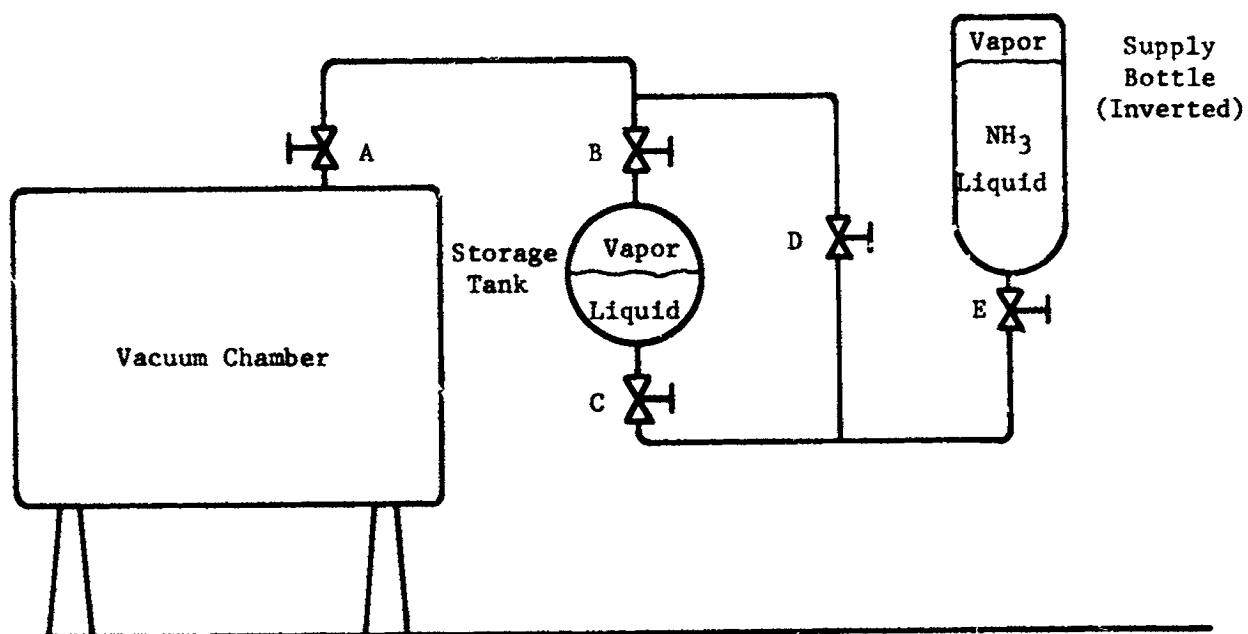 Vapor
Supply
Bottle
(Inverted)
NH3
Liquid
A
B
D
Storage
Tank
Vapor
Liquid
E
Vacuum Chamber
C